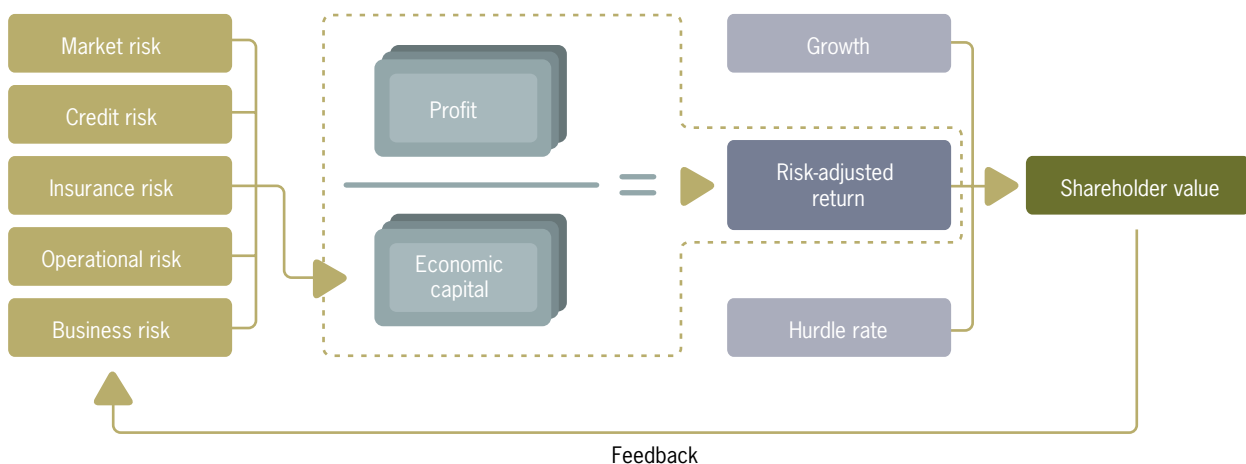 Market risk
Credit risk
Insurance risk
Operational risk
Business risk
Profit
=
Economic
capital
Growth
Risk-adjusted
return
Hurdle rate
Shareholder value
Feedback